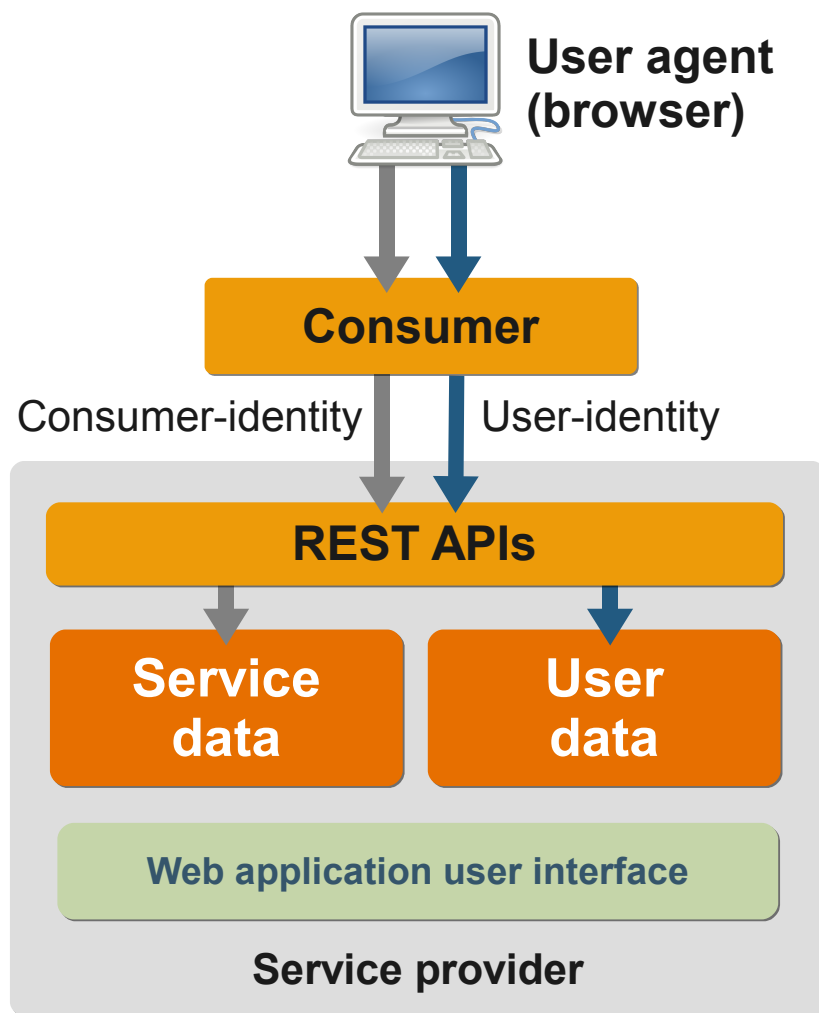 User agent
(browser)
Consumer
Consumer-identity
User-identity
REST APIs
Service
data
User
data
Web application user interface
Service provider